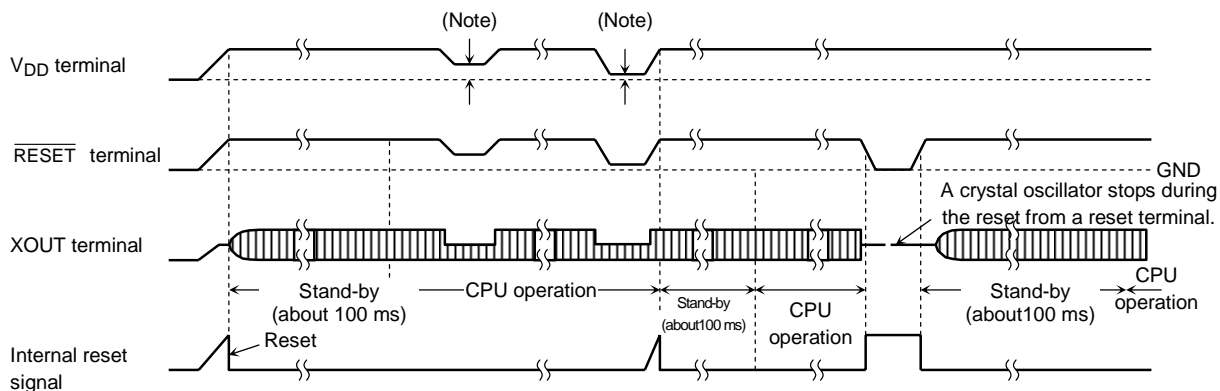 (Note)
(Note)
VDD terminal
RESET terminal
GND
A crystal oscillator stops during
the reset from a reset terminal.
XOUT terminal
Stand-by
(about 100 ms)
CPU operation
Stand-by
(about100 ms)
CPU
operation
Stand-by
(about100 ms)
CPU
operation
Reset
Internal reset
signal